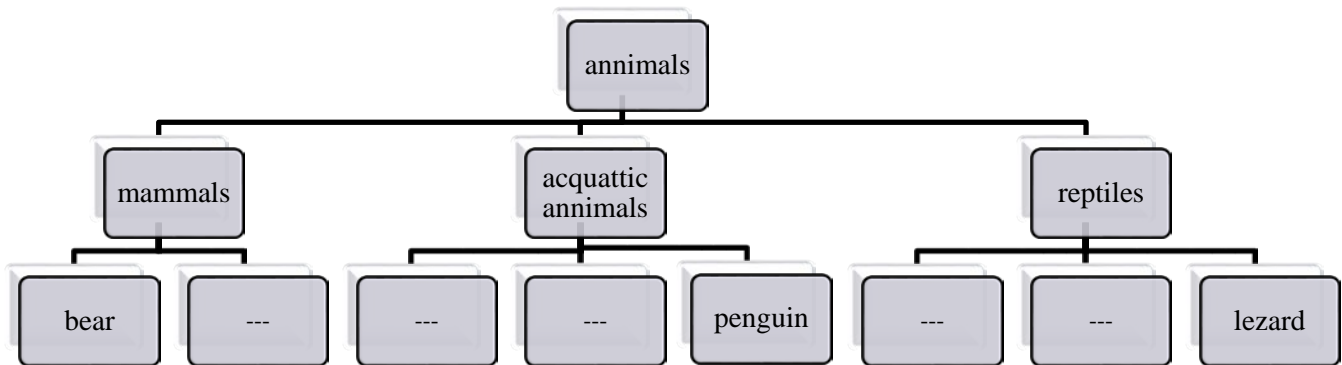 annimals
mammals
acquattic
annimals
reptiles
bear
---
---
---
penguin
---
---
lezard